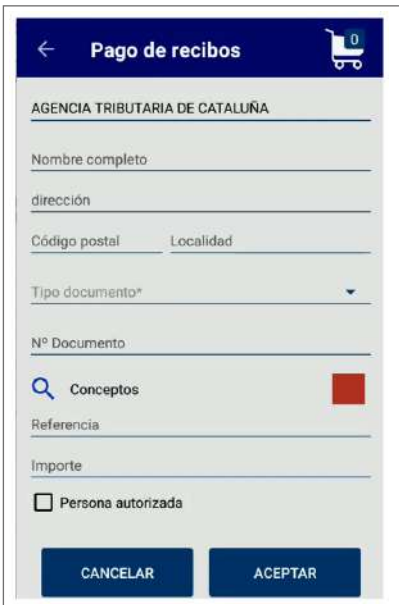 Pago de recibos
0
AGENCIA TRIBUTARIA DE CATALUÑA
Nombre completo
dirección
Código postal Localidad
Tipo documento*
Nº Documento
Conceptos
Referencia
Importe
Persona autorizada
CANCELAR ACEPTAR